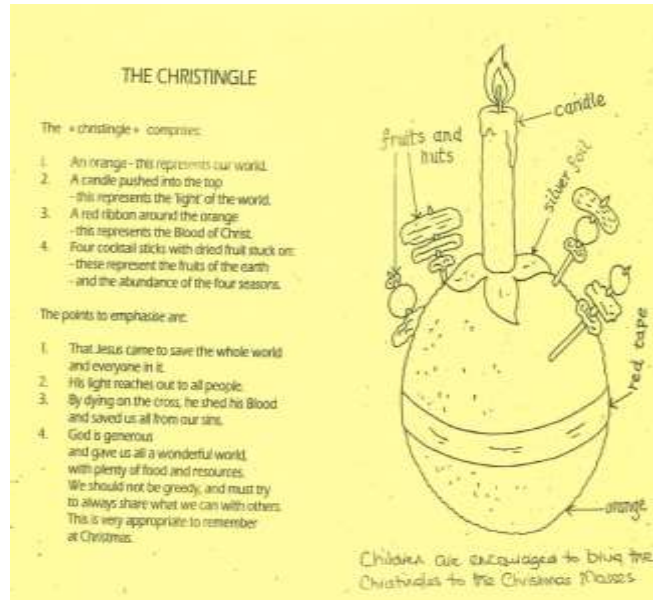 THE CHRISTINGLE
The « christingle » comprises:
1. An orange - this represents our world.
2. A candle pushed into the top
- this represents the 'light' of the world.
3. A red ribbon around the orange
- this represents the Blood of Christ.
4. Four cocktail sticks with dried fruit stuck on:
- these represent the fruits of the earth
- and the abundance of the four seasons.
The points to emphasise are:
1. That Jesus came to save the whole world
and everyone in it.
2. His light reaches out to all people.
3. By dying on the cross, he shed his Blood
and saved us all from our sins.
4. God is generous
and gave us all a wonderful world,
with plenty of food and resources.
We should not be greedy, and must try
to always share what we can with others.
This is very appropriate to remember
at Christmas.
candle
fruits and
nuts
silver foil
red tape
orange
Children are encouraged to bring the
Christingles to the Christmas Masses